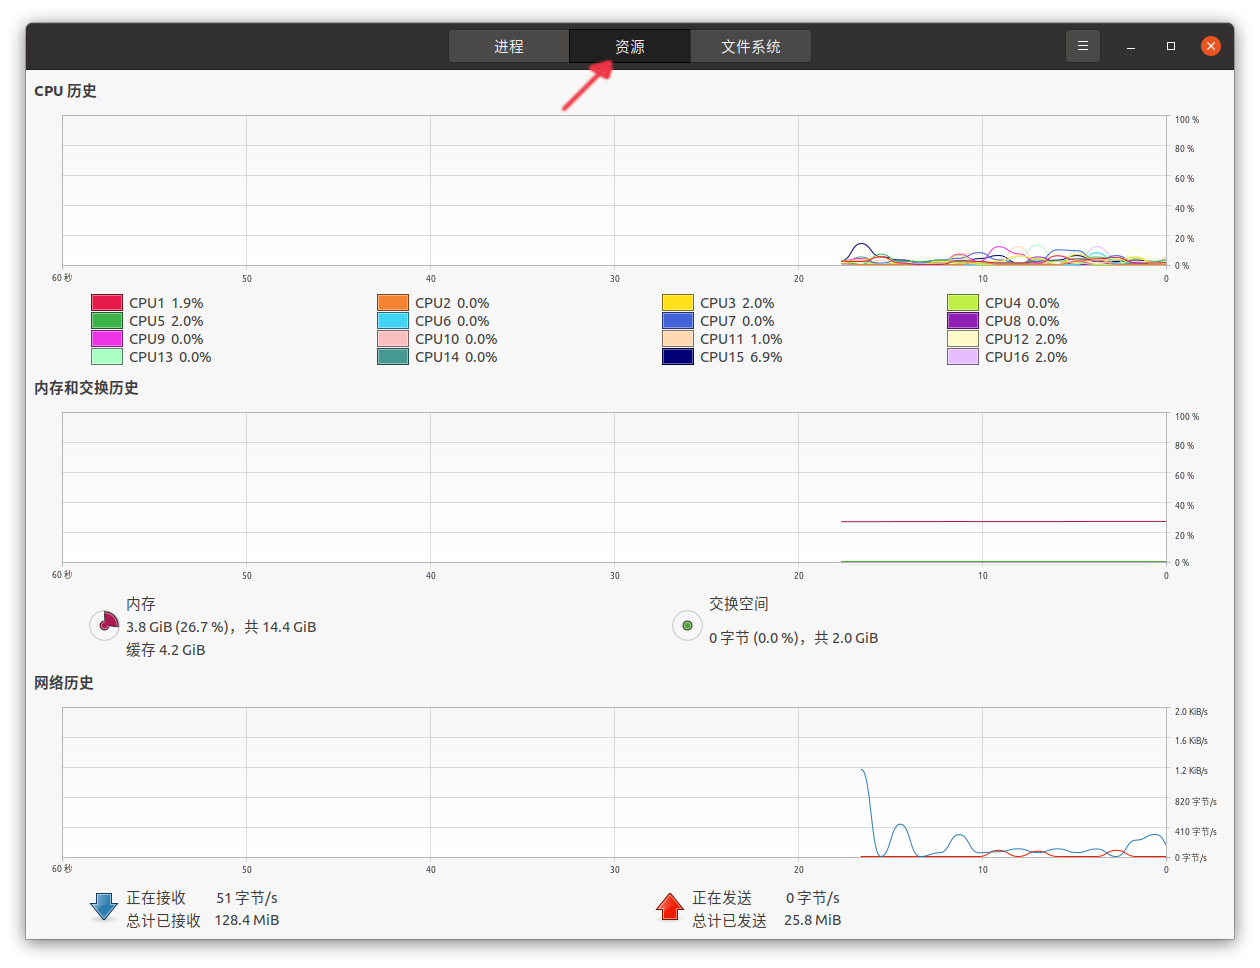 进程 资源 文件系统
CPU 历史
100 %
80 %
60 %
40 %
20 %
0 %
60 秒 50 40 30 20 10 0
CPU1 1.9% CPU2 0.0% CPU3 2.0% CPU4 0.0%
CPU5 2.0% CPU6 0.0% CPU7 0.0% CPU8 0.0%
CPU9 0.0% CPU10 0.0% CPU11 1.0% CPU12 2.0%
CPU13 0.0% CPU14 0.0% CPU15 6.9% CPU16 2.0%
内存和交换历史
100 %
80 %
60 %
40 %
20 %
0 %
60 秒 50 40 30 20 10 0
内存
3.8 GiB (26.7 %)，共 14.4 GiB
缓存 4.2 GiB
交换空间
0 字节 (0.0 %)，共 2.0 GiB
网络历史
2.0 KiB/s
1.6 KiB/s
1.2 KiB/s
820 字节/s
410 字节/s
0 字节/s
60 秒 50 40 30 20 10 0
正在接收 51 字节/s
总计已接收 128.4 MiB
正在发送 0 字节/s
总计已发送 25.8 MiB